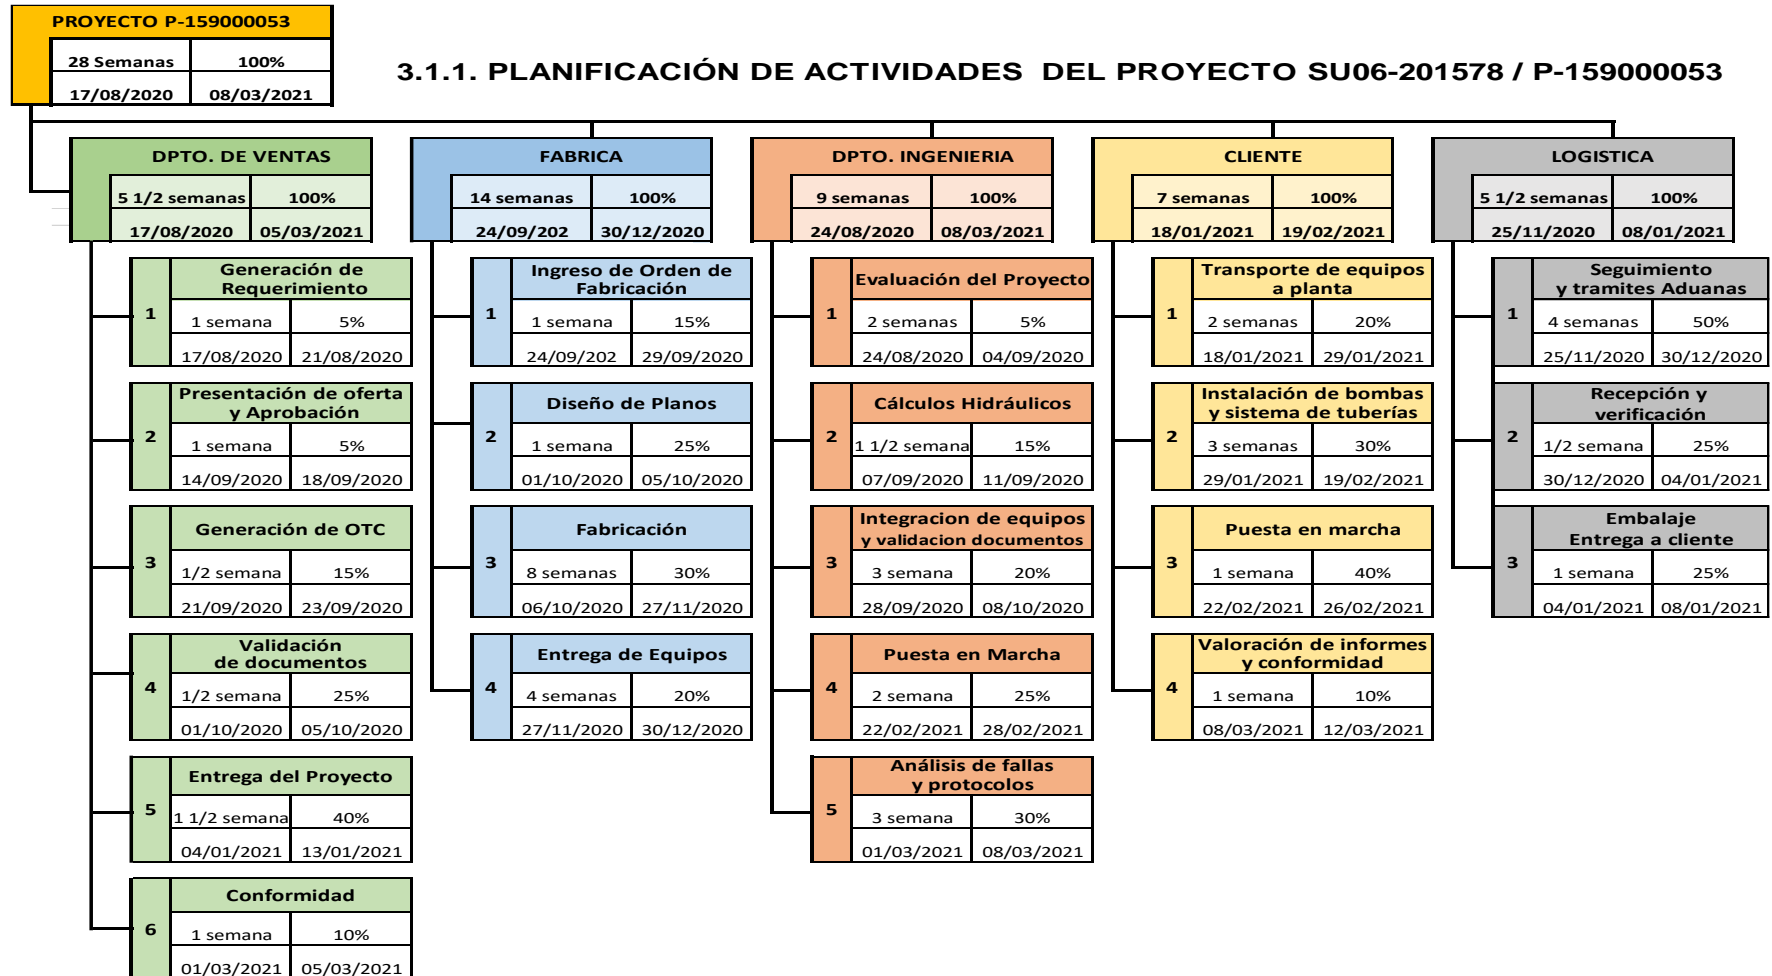 PROYECTO P-159000053
28 Semanas 100%
17/08/2020 08/03/2021
3.1.1. PLANIFICACIÓN DE ACTIVIDADES DEL PROYECTO SU06-201578 / P-159000053
DPTO. DE VENTAS
5 1/2 semanas 100%
17/08/2020 05/03/2021
1
Generación de
Requerimiento
1 semana 5%
17/08/2020 21/08/2020
2
Presentación de oferta
y Aprobación
1 semana 5%
14/09/2020 18/09/2020
3
Generación de OTC
1/2 semana 15%
21/09/2020 23/09/2020
4
Validación
de documentos
1/2 semana 25%
01/10/2020 05/10/2020
5
Entrega del Proyecto
1 1/2 semana 40%
04/01/2021 13/01/2021
6
Conformidad
1 semana 10%
01/03/2021 05/03/2021
FABRICA
14 semanas 100%
24/09/202 30/12/2020
1
Ingreso de Orden de
Fabricación
1 semana 15%
24/09/202 29/09/2020
2
Diseño de Planos
1 semana 25%
01/10/2020 05/10/2020
3
Fabricación
8 semanas 30%
06/10/2020 27/11/2020
4
Entrega de Equipos
4 semanas 20%
27/11/2020 30/12/2020
DPTO. INGENIERIA
9 semanas 100%
24/08/2020 08/03/2021
1
Evaluación del Proyecto
2 semanas 5%
24/08/2020 04/09/2020
2
Cálculos Hidráulicos
1 1/2 semana 15%
07/09/2020 11/09/2020
3
Integracion de equipos
y validacion documentos
3 semana 20%
28/09/2020 08/10/2020
4
Puesta en Marcha
2 semana 25%
22/02/2021 28/02/2021
5
Análisis de fallas
y protocolos
3 semana 30%
01/03/2021 08/03/2021
CLIENTE
7 semanas 100%
18/01/2021 19/02/2021
1
Transporte de equipos
a planta
2 semanas 20%
18/01/2021 29/01/2021
2
Instalación de bombas
y sistema de tuberías
3 semanas 30%
29/01/2021 19/02/2021
3
Puesta en marcha
1 semana 40%
22/02/2021 26/02/2021
4
Valoración de informes
y conformidad
1 semana 10%
08/03/2021 12/03/2021
LOGISTICA
5 1/2 semanas 100%
25/11/2020 08/01/2021
1
Seguimiento
y tramites Aduanas
4 semanas 50%
25/11/2020 30/12/2020
2
Recepción y
verificación
1/2 semana 25%
30/12/2020 04/01/2021
3
Embalaje
Entrega a cliente
1 semana 25%
04/01/2021 08/01/2021